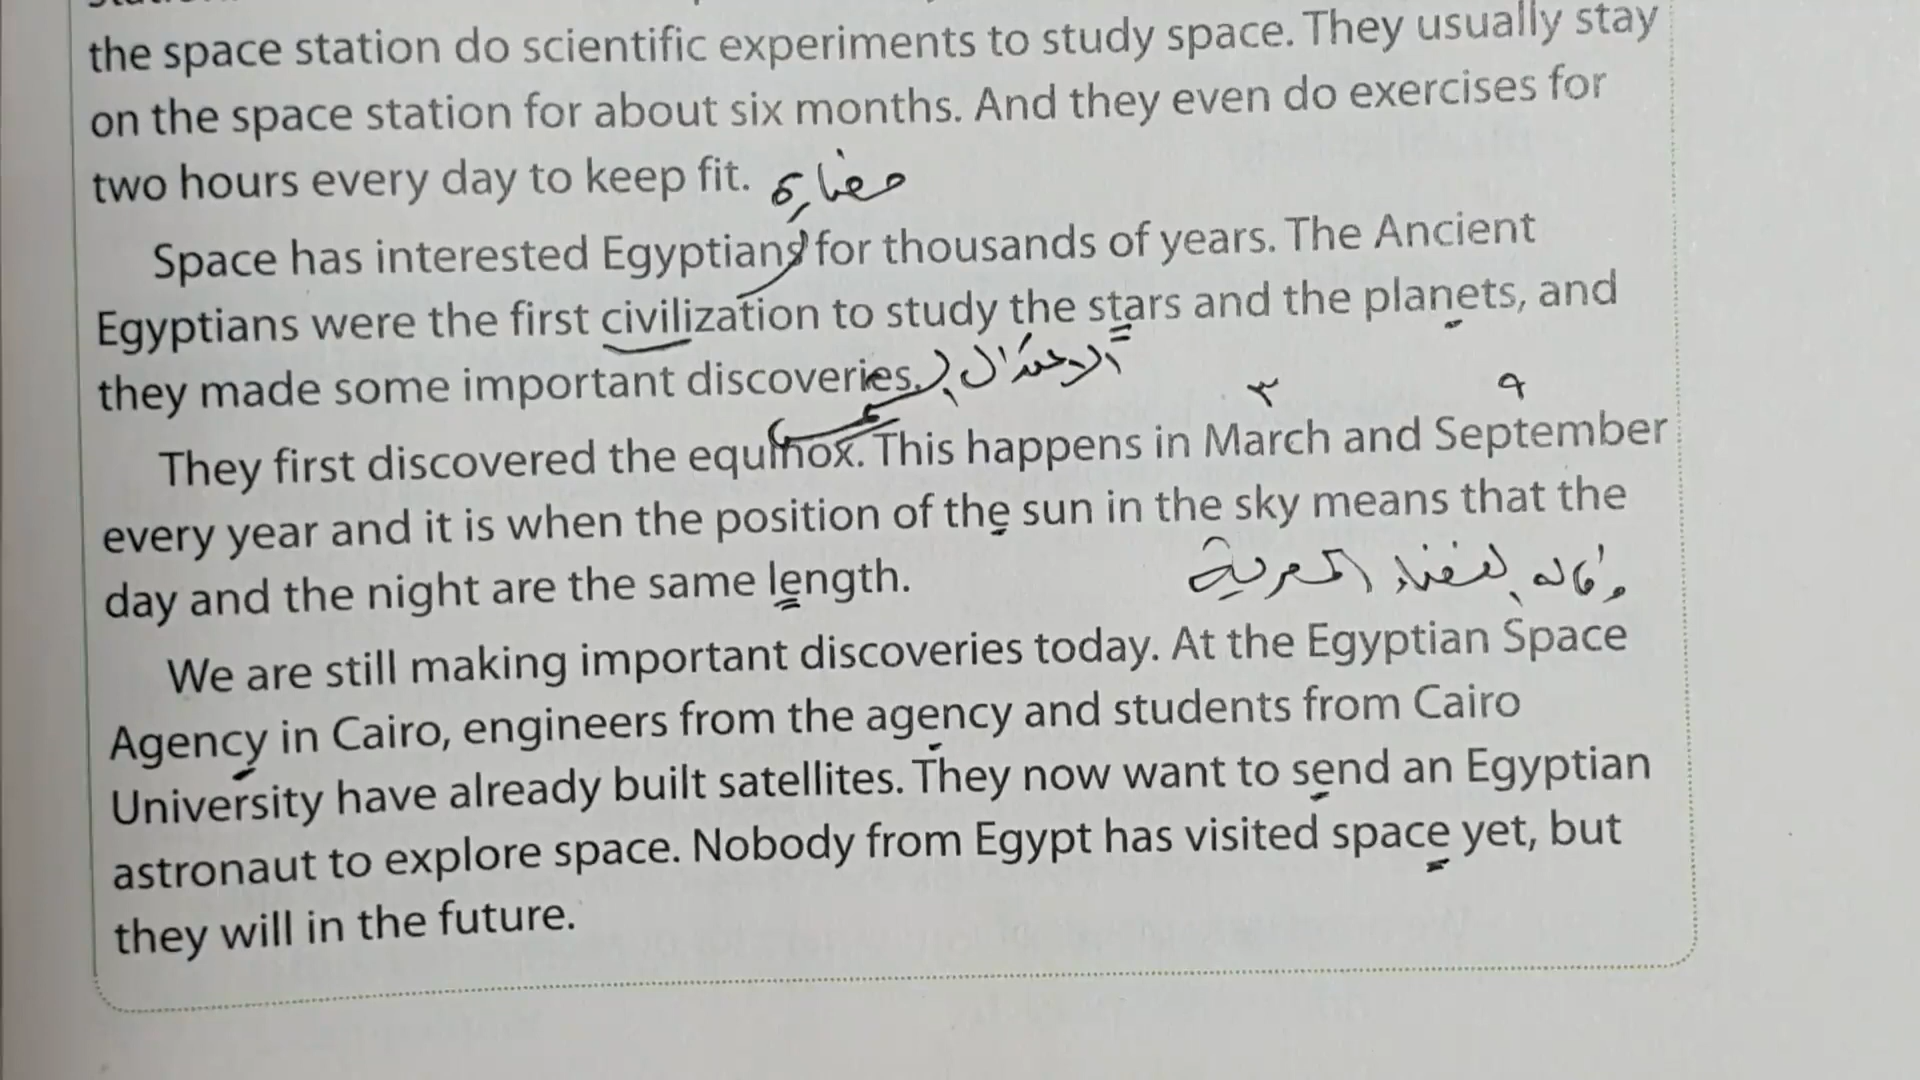 the space station do scientific experiments to study space. They usually stay
on the space station for about six months. And they even do exercises for
two hours every day to keep fit.
حضارة
Space has interested Egyptians for thousands of years. The Ancient
Egyptians were the first civilization to study the stars and the planets, and
they made some important discoveries.
الاعتدال
٣ ٩
They first discovered the equinox. This happens in March and September
every year and it is when the position of the sun in the sky means that the
day and the night are the same length.
وكالة الفضاء المصرية
We are still making important discoveries today. At the Egyptian Space
Agency in Cairo, engineers from the agency and students from Cairo
University have already built satellites. They now want to send an Egyptian
astronaut to explore space. Nobody from Egypt has visited space yet, but
they will in the future.